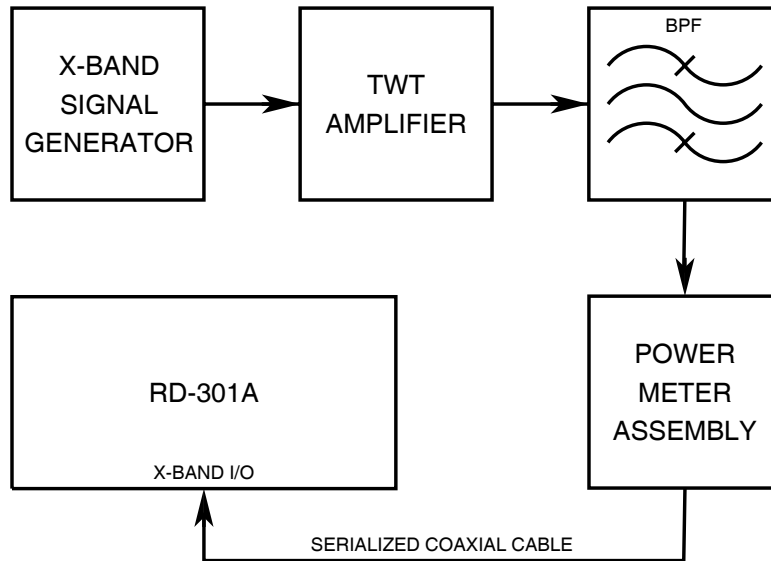 X-BAND
SIGNAL
GENERATOR
TWT
AMPLIFIER
BPF
RD-301A
X-BAND I/O
POWER
METER
ASSEMBLY
SERIALIZED COAXIAL CABLE